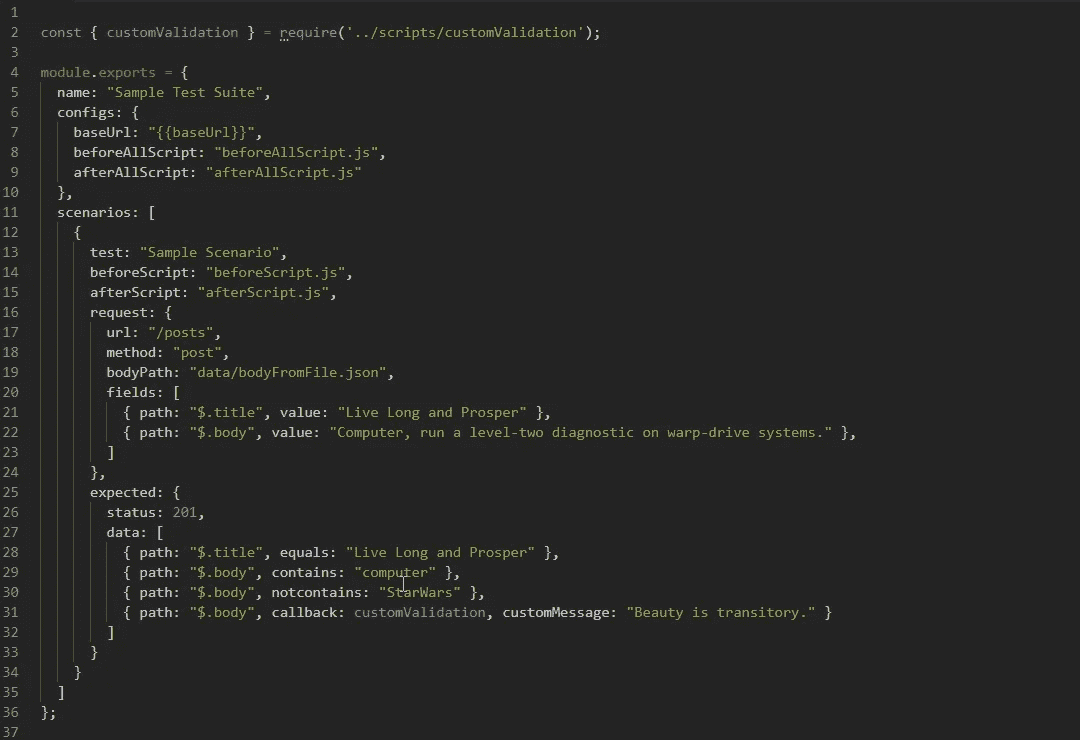 1
2 const { customValidation } = require('../scripts/customValidation');
3
4 module.exports = {
5   name: "Sample Test Suite",
6   configs: {
7     baseUrl: "{{baseUrl}}",
8     beforeAllScript: "beforeAllScript.js",
9     afterAllScript: "afterAllScript.js"
10   },
11   scenarios: [
12     {
13       test: "Sample Scenario",
14       beforeScript: "beforeScript.js",
15       afterScript: "afterScript.js",
16       request: {
17         url: "/posts",
18         method: "post",
19         bodyPath: "data/bodyFromFile.json",
20         fields: [
21           { path: "$.title", value: "Live Long and Prosper" },
22           { path: "$.body", value: "Computer, run a level-two diagnostic on warp-drive systems." },
23         ]
24       },
25       expected: {
26         status: 201,
27         data: [
28           { path: "$.title", equals: "Live Long and Prosper" },
29           { path: "$.body", contains: "computer" },
30           { path: "$.body", notcontains: "StarWars" },
31           { path: "$.body", callback: customValidation, customMessage: "Beauty is transitory." }
32         ]
33       }
34     }
35   ]
36 };
37